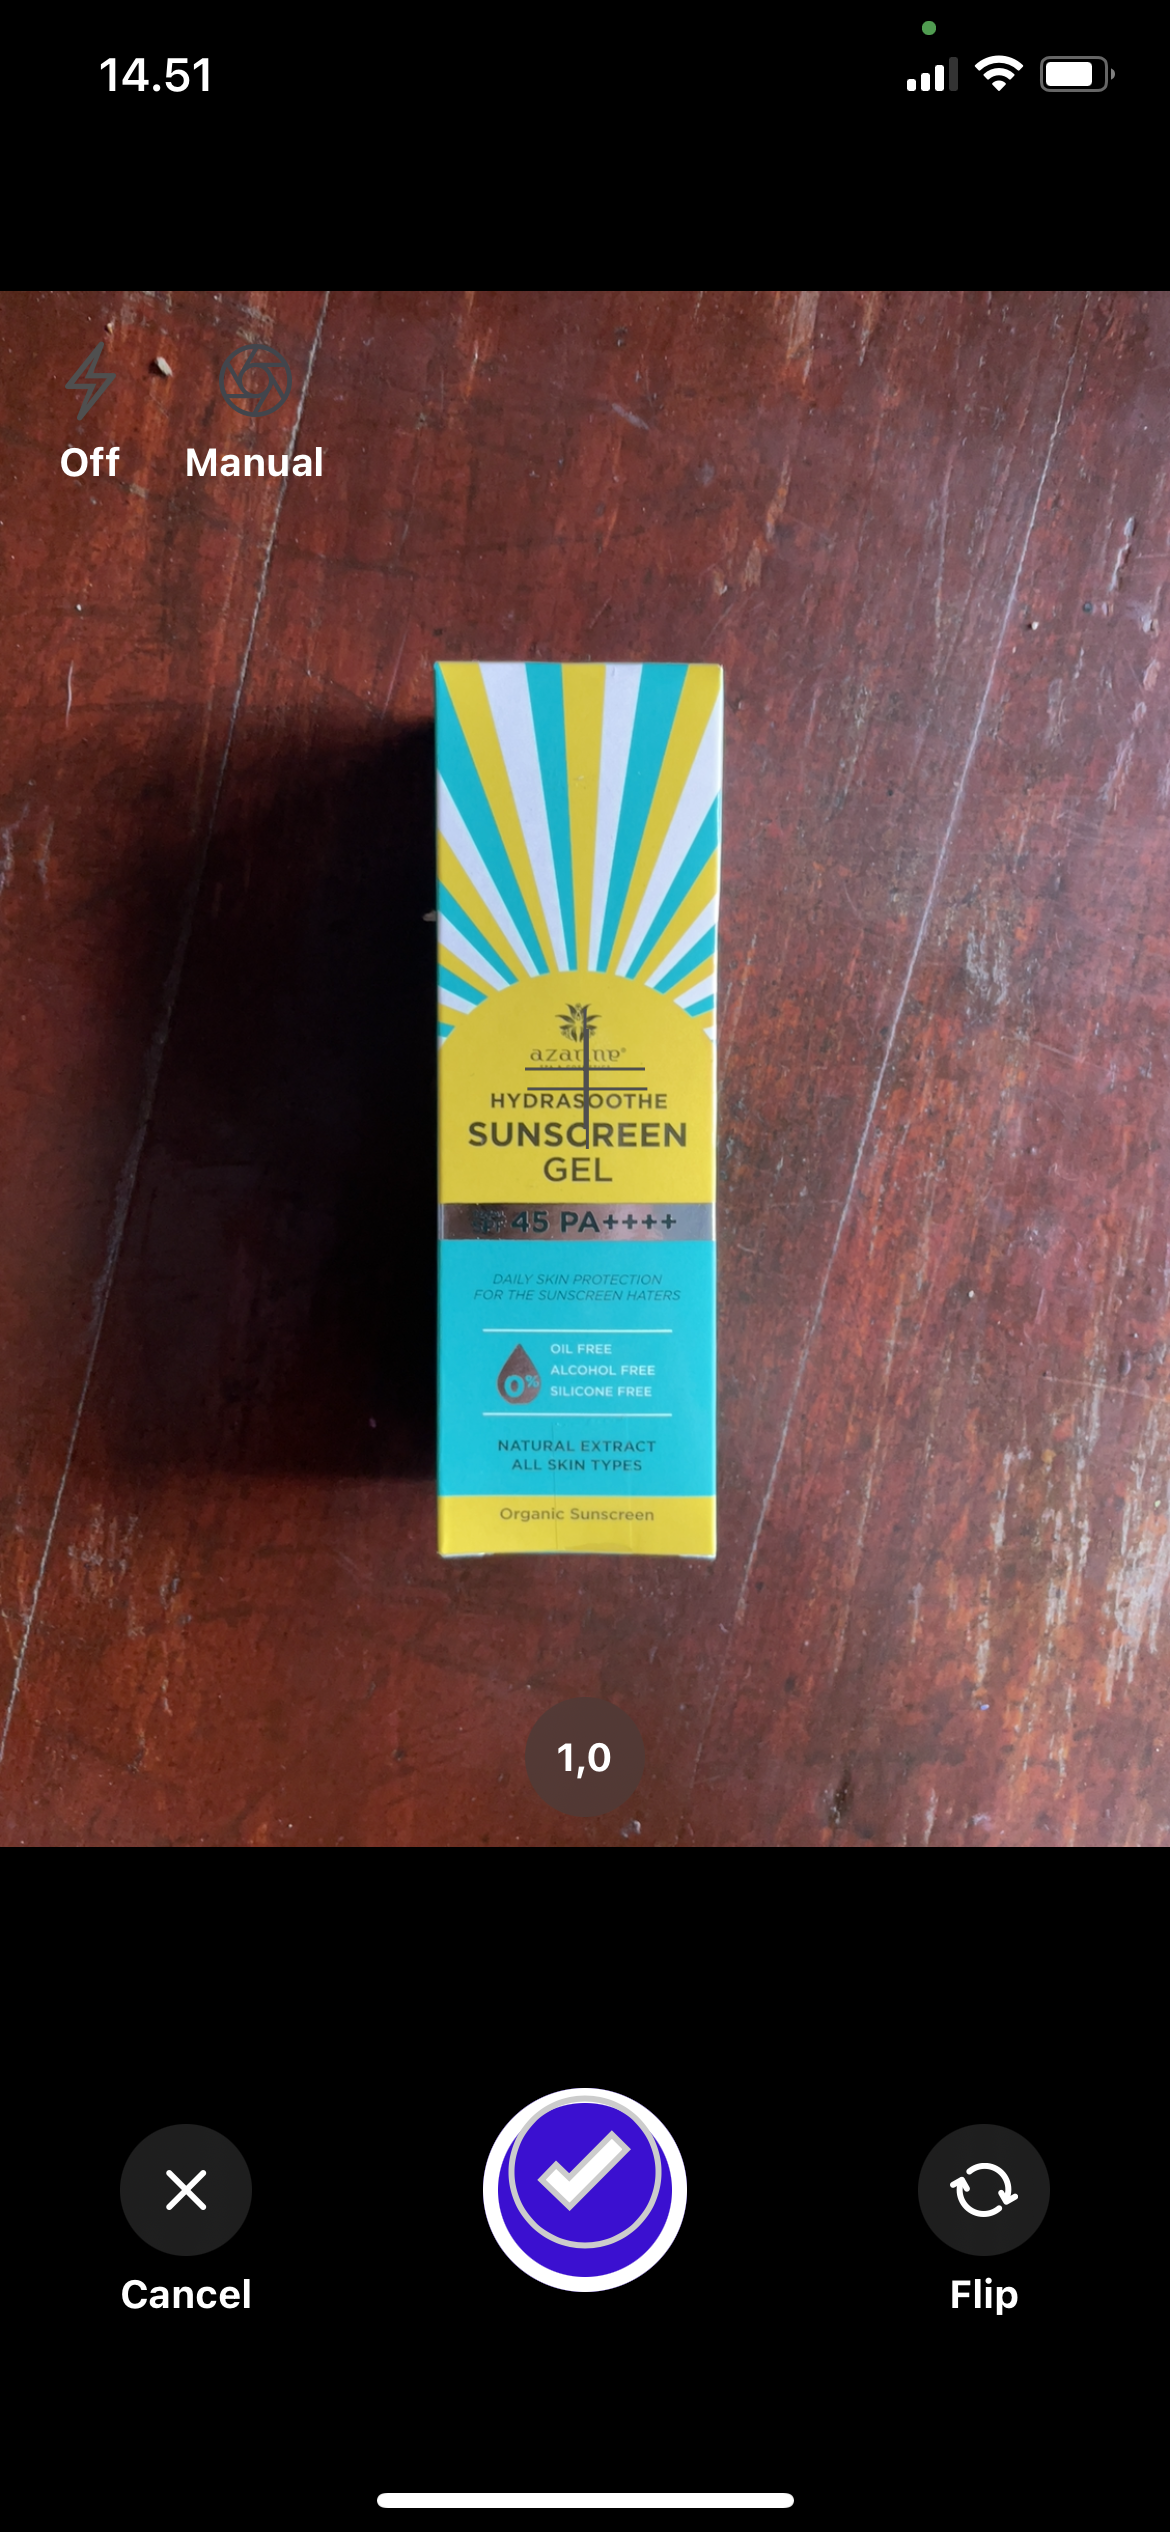 14.51
Off
Manual
azarine
HYDRASOOTHE
SUNSCREEN
GEL
45 PA++++
DAILY SKIN PROTECTION
FOR THE SUNSCREEN HATERS
0%
OIL FREE
ALCOHOL FREE
SILICONE FREE
NATURAL EXTRACT
ALL SKIN TYPES
Organic Sunscreen
1,0
Cancel
Flip